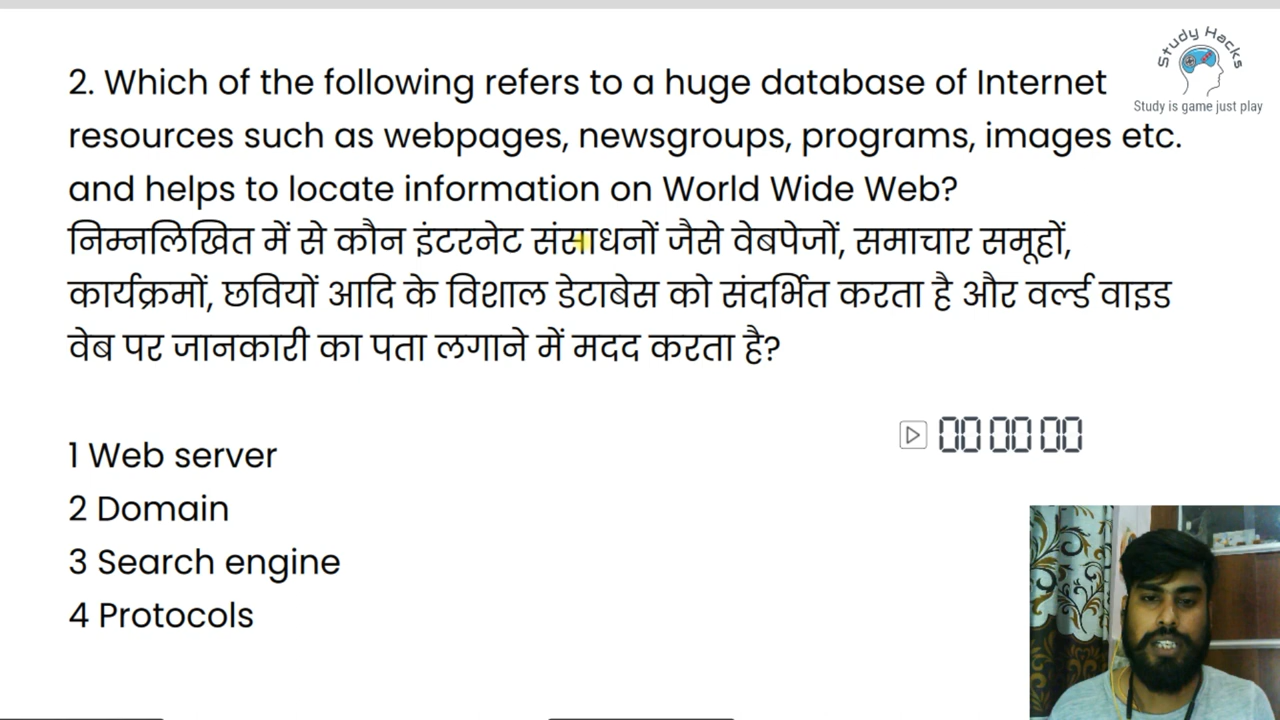 Study Hacks
Study is game just play
2. Which of the following refers to a huge database of Internet
resources such as webpages, newsgroups, programs, images etc.
and helps to locate information on World Wide Web?
निम्नलिखित में से कौन इंटरनेट संसाधनों जैसे वेबपेजों, समाचार समूहों,
कार्यक्रमों, छवियों आदि के विशाल डेटाबेस को संदर्भित करता है और वर्ल्ड वाइड
वेब पर जानकारी का पता लगाने में मदद करता है?
00 00 00
1 Web server
2 Domain
3 Search engine
4 Protocols